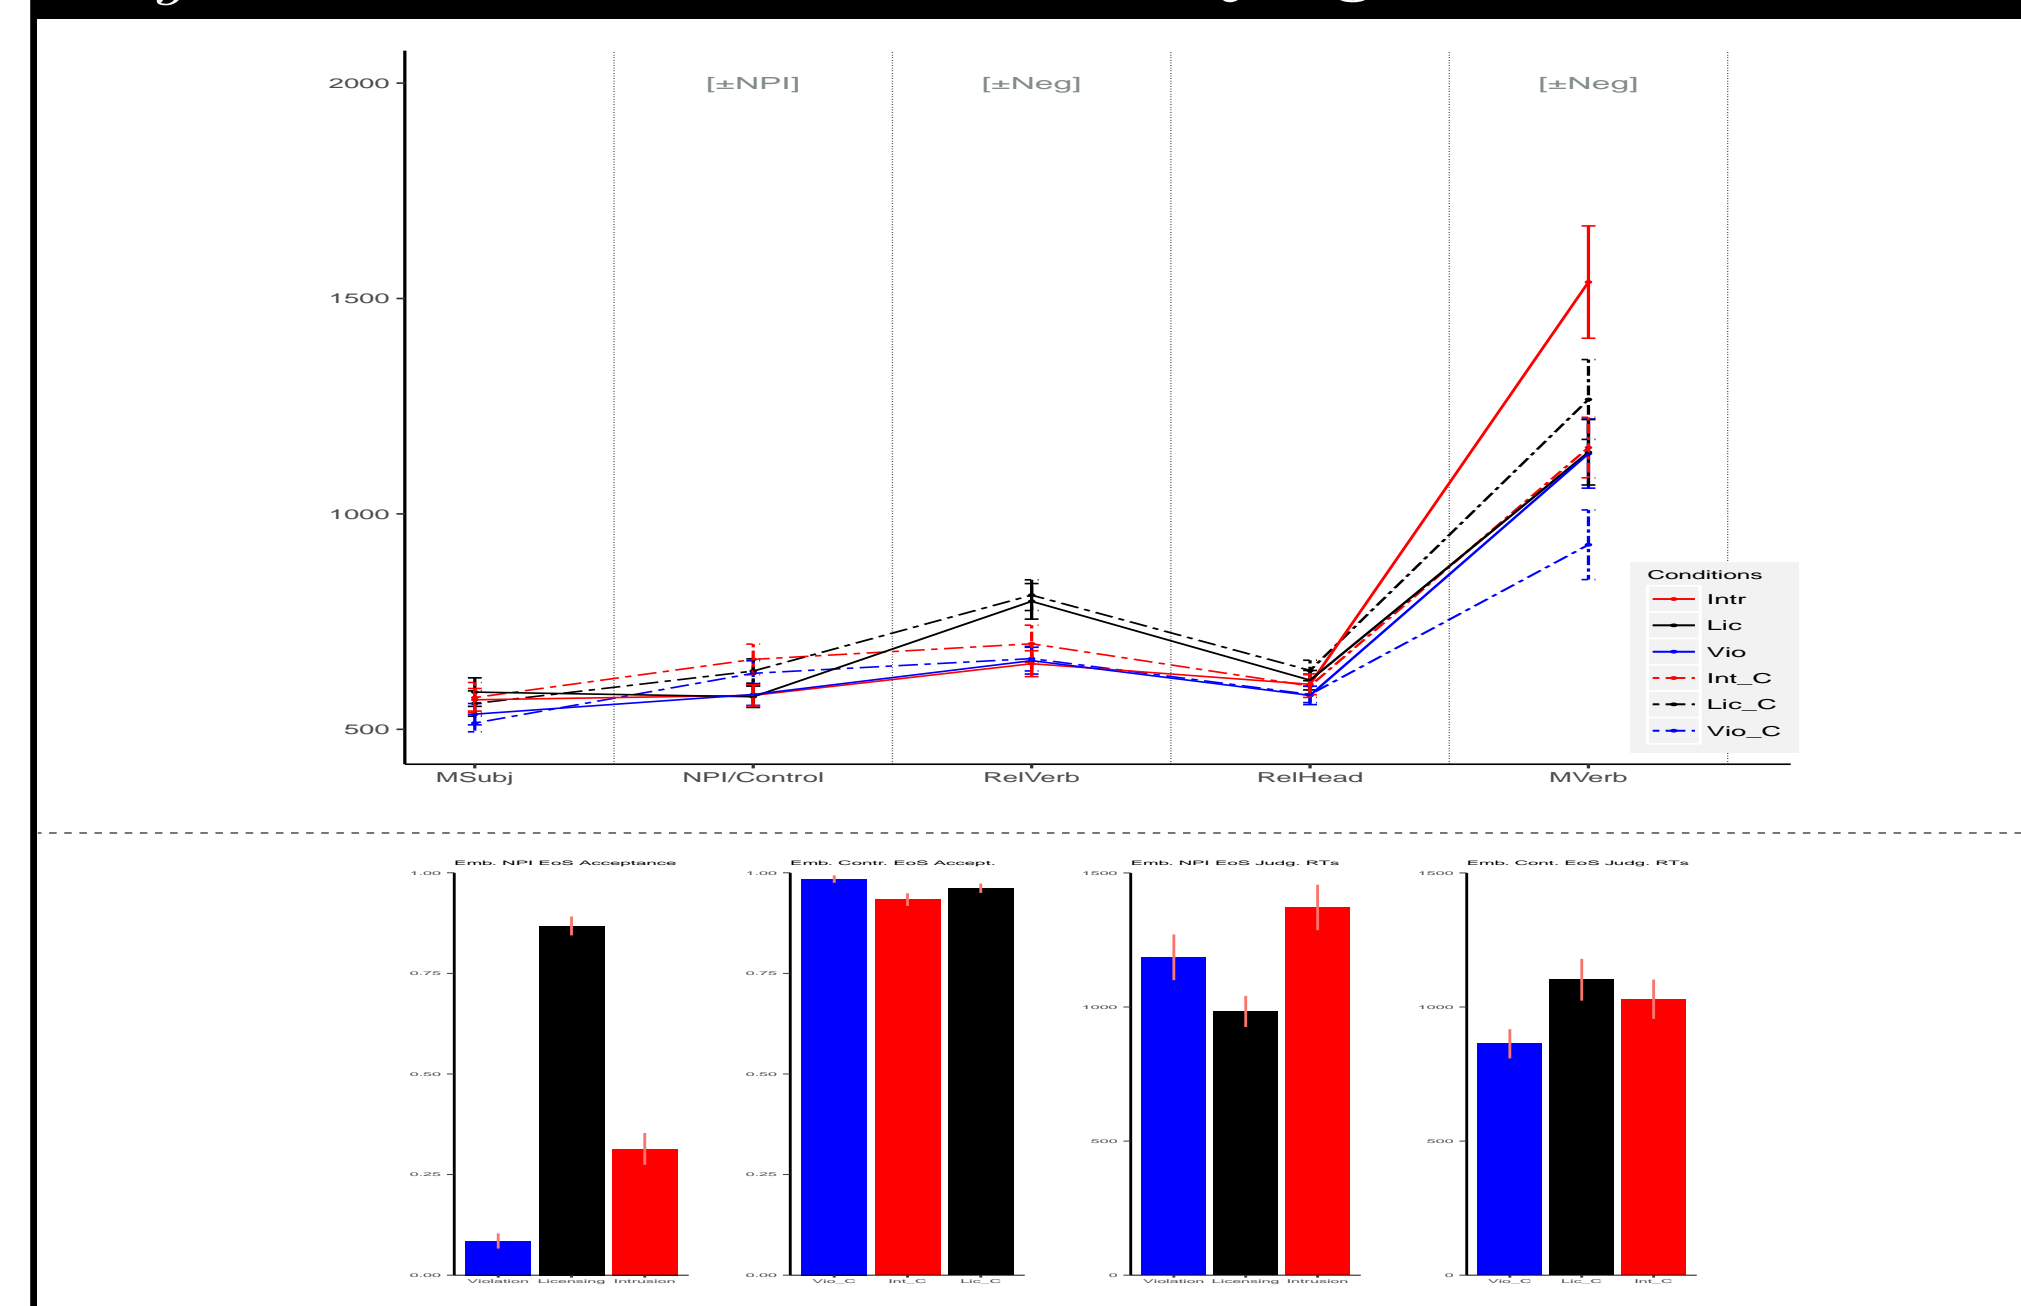 [±NPI] [±Neg] [±Neg]
2000
1500
1000
500
MSubj NPI/Control RelVerb RelHead MVerb
Conditions
Intr
Lic
Vio
Int_C
Lic_C
Vio_C
Emb. NPI EoS Acceptance
1.00
0.75
0.50
0.25
0.00
Violation Licensing Intrusion
Emb. Contr. EoS Accept.
1.00
0.75
0.50
0.25
0.00
Vio_C Int_C Lic_C
Emb. NPI EoS Judg. RTs
1500
1000
500
0
Violation Licensing Intrusion
Emb. Cont. EoS Judg. RTs
1500
1000
500
0
Vio_C Lic_C Int_C